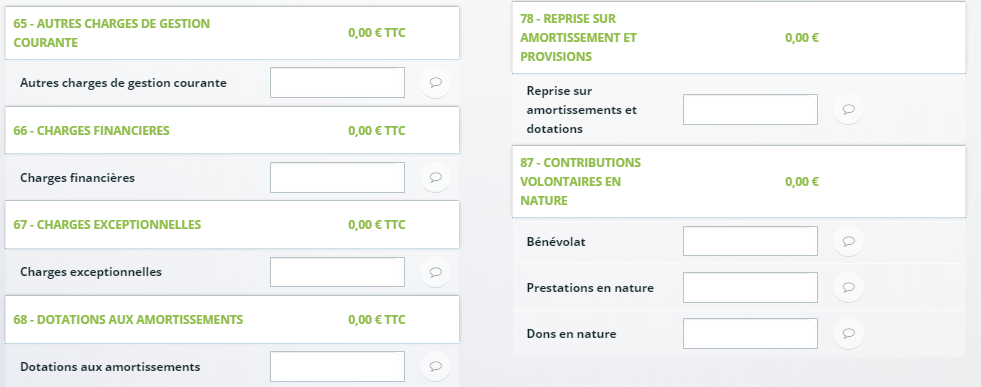 65 - AUTRES CHARGES DE GESTION
COURANTE
0,00 € TTC
Autres charges de gestion courante
66 - CHARGES FINANCIERES
0,00 € TTC
Charges financières
67 - CHARGES EXCEPTIONNELLES
0,00 € TTC
Charges exceptionnelles
68 - DOTATIONS AUX AMORTISSEMENTS
0,00 € TTC
Dotations aux amortissements
78 - REPRISE SUR
AMORTISSEMENT ET
PROVISIONS
0,00 €
Reprise sur
amortissements et
dotations
87 - CONTRIBUTIONS
VOLONTAIRES EN
NATURE
0,00 €
Bénévolat
Prestations en nature
Dons en nature